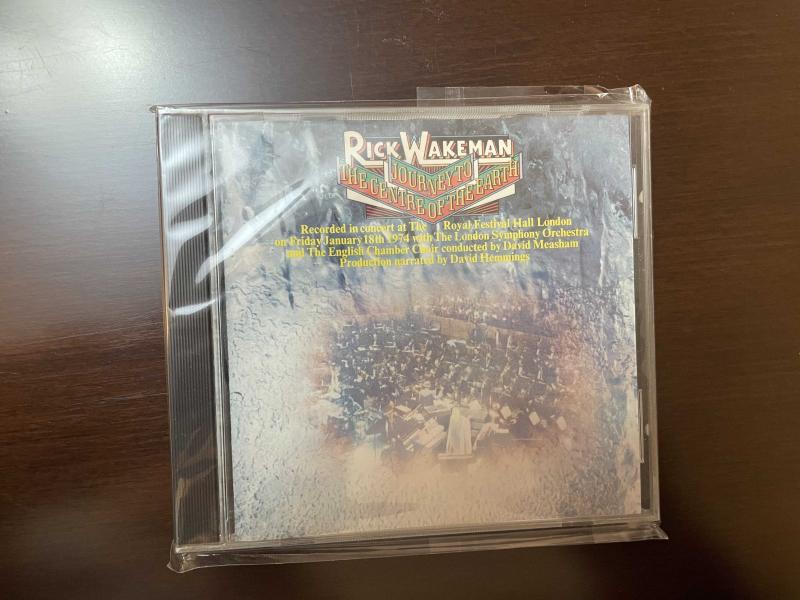 RICK WAKEMAN
JOURNEY TO
THE CENTRE OF THE EARTH
Recorded in concert at The Royal Festival Hall London
on Friday January 18th 1974 with The London Symphony Orchestra
and The English Chamber Choir conducted by David Measham
Production narrated by David Hemmings